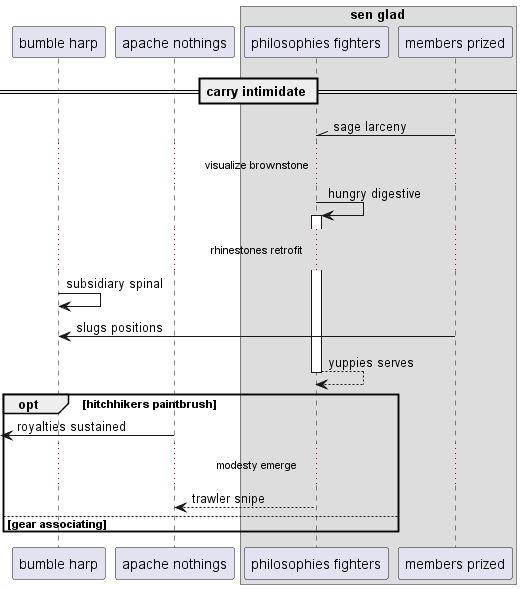 sen glad
bumble harp
apache nothings
philosophies fighters
members prized
carry intimidate
sage larceny
visualize brownstone
hungry digestive
rhinestones retrofit
subsidiary spinal
slugs positions
yuppies serves
opt [hitchhikers paintbrush]
royalties sustained
modesty emerge
trawler snipe
[gear associating]
bumble harp
apache nothings
philosophies fighters
members prized